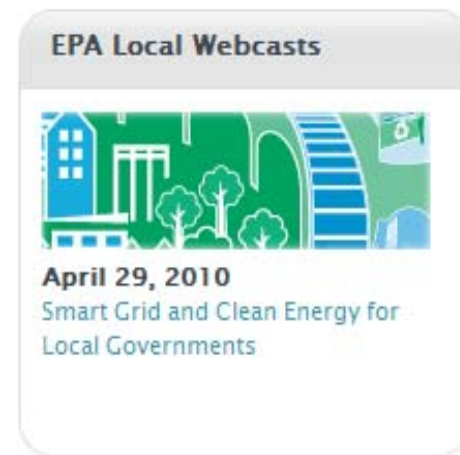 EPA Local Webcasts
April 29, 2010
Smart Grid and Clean Energy for
Local Governments